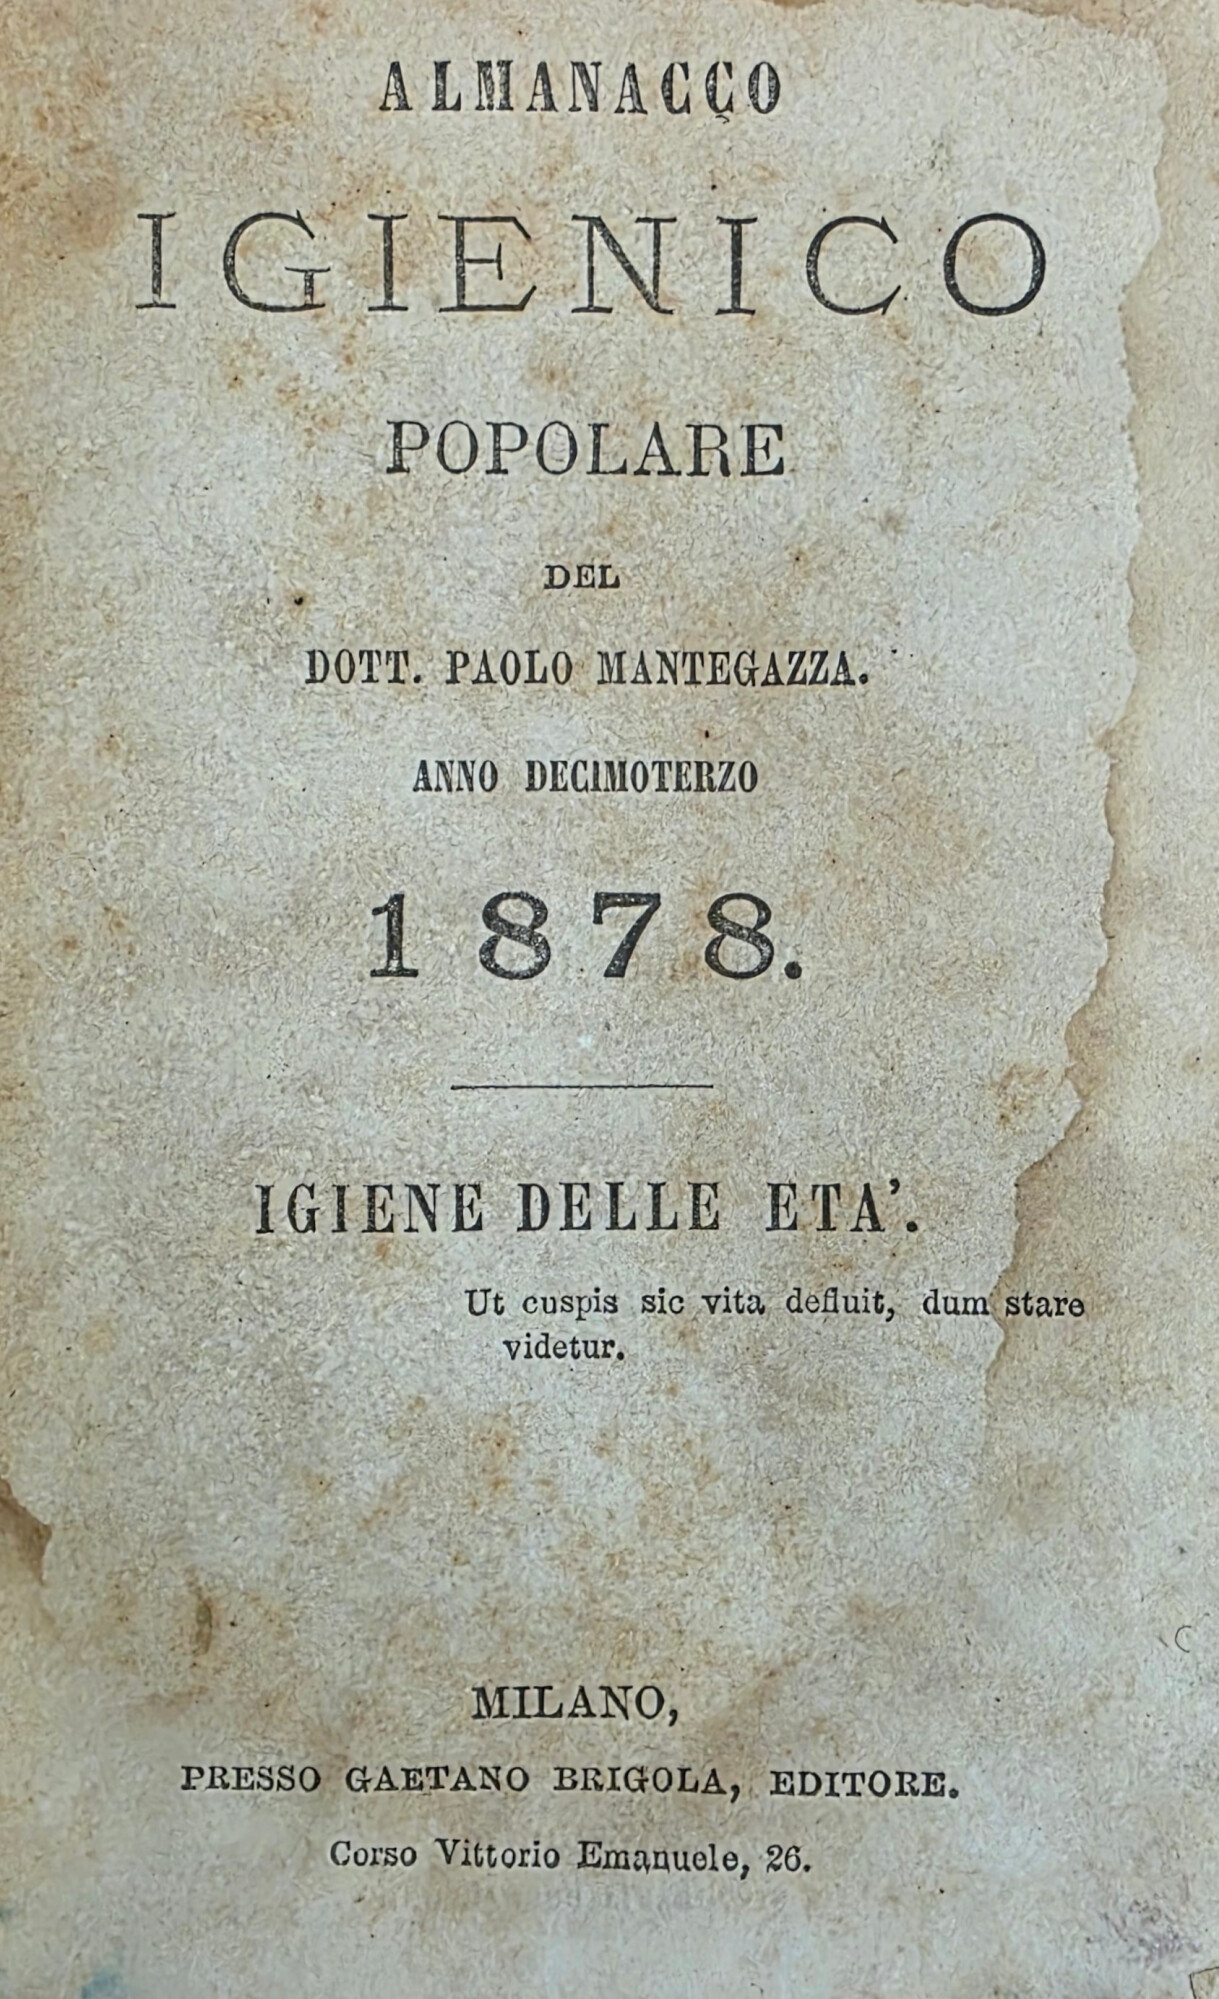 ALMANACCO
IGIENICO
POPOLARE
DEL
DOTT. PAOLO MANTEGAZZA.
ANNO DECIMOTERZO
1878.
IGIENE DELLE ETA'.
Ut cuspis sic vita defluit, dum stare
videtur.
MILANO,
PRESSO GAETANO BRIGOLA, EDITORE.
Corso Vittorio Emanuele, 26.